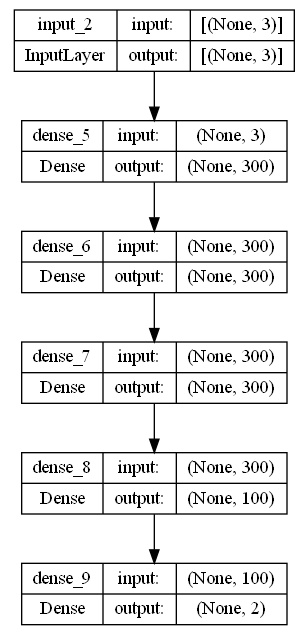 input_2 input: [(None, 3)]
InputLayer output: [(None, 3)]
dense_5 input: (None, 3)
Dense output: (None, 300)
dense_6 input: (None, 300)
Dense output: (None, 300)
dense_7 input: (None, 300)
Dense output: (None, 300)
dense_8 input: (None, 300)
Dense output: (None, 100)
dense_9 input: (None, 100)
Dense output: (None, 2)